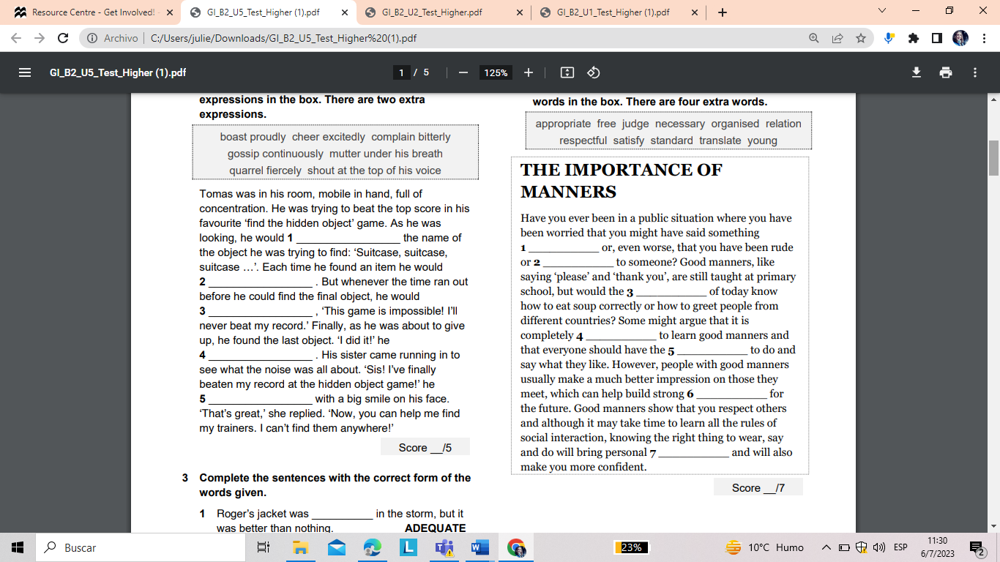 Resource Centre - Get Involved!
GI_B2_U5_Test_Higher (1).pdf
GI_B2_U2_Test_Higher.pdf
GI_B2_U1_Test_Higher (1).pdf
Archivo
C:/Users/julie/Downloads/GI_B2_U5_Test_Higher%20(1).pdf
GI_B2_U5_Test_Higher (1).pdf
1 / 5
125%
expressions in the box. There are two extra
expressions.
boast proudly cheer excitedly complain bitterly
gossip continuously mutter under his breath
quarrel fiercely shout at the top of his voice
Tomas was in his room, mobile in hand, full of
concentration. He was trying to beat the top score in his
favourite ‘find the hidden object’ game. As he was
looking, he would 1 _________________ the name of
the object he was trying to find: ‘Suitcase, suitcase,
suitcase …’. Each time he found an item he would
2 _________________ . But whenever the time ran out
before he could find the final object, he would
3 _________________ , ‘This game is impossible! I’ll
never beat my record.’ Finally, as he was about to give
up, he found the last object. ‘I did it!’ he
4 _________________ . His sister came running in to
see what the noise was all about. ‘Sis! I’ve finally
beaten my record at the hidden object game!’ he
5 _________________ with a big smile on his face.
‘That’s great,’ she replied. ‘Now, you can help me find
my trainers. I can’t find them anywhere!’
Score __/5
3 Complete the sentences with the correct form of the
words given.
1 Roger’s jacket was __________ in the storm, but it
was better than nothing. ADEQUATE
words in the box. There are four extra words.
appropriate free judge necessary organised relation
respectful satisfy standard translate young
THE IMPORTANCE OF
MANNERS
Have you ever been in a public situation where you have
been worried that you might have said something
1 _____________ or, even worse, that you have been rude
or 2 _____________ to someone? Good manners, like
saying ‘please’ and ‘thank you’, are still taught at primary
school, but would the 3 _____________ of today know
how to eat soup correctly or how to greet people from
different countries? Some might argue that it is
completely 4 _____________ to learn good manners and
that everyone should have the 5 _____________ to do and
say what they like. However, people with good manners
usually make a much better impression on those they
meet, which can help build strong 6 _____________ for
the future. Good manners show that you respect others
and although it may take time to learn all the rules of
social interaction, knowing the right thing to wear, say
and do will bring personal 7 _____________ and will also
make you more confident.
Score __/7
Buscar
23%
10°C Humo
ESP
11:30
6/7/2023
2